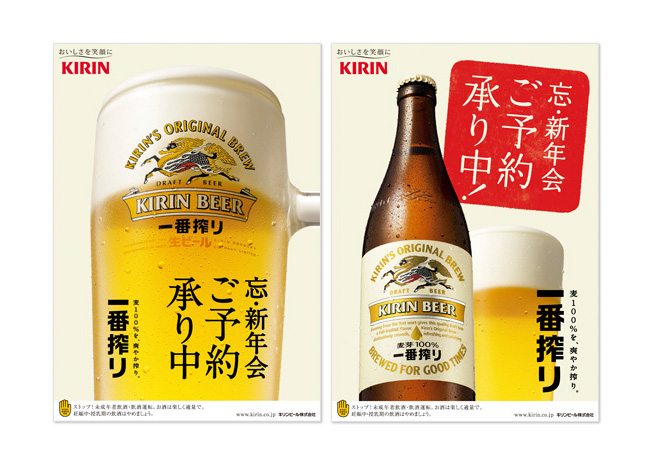 おいしさを笑顔に
KIRIN
KIRIN'S ORIGINAL BREW
DRAFT BEER
KIRIN BEER
一番搾り
生ビール
忘・新年会
ご予約
承り中
麦100%を、爽やか搾り。
一番搾り
ストップ!未成年者飲酒・飲酒運転。お酒は楽しく適量で。
妊娠中・授乳期の飲酒はやめましょう。
www.kirin.co.jp キリンビール株式会社
おいしさを笑顔に
KIRIN
忘・新年会
ご予約
承り中!
KIRIN'S ORIGINAL BREW
DRAFT BEER
KIRIN BEER
麦芽100%
一番搾り
BREWED FOR GOOD TIMES
麦100%を、爽やか搾り。
一番搾り
ストップ!未成年者飲酒・飲酒運転。お酒は楽しく適量で。
妊娠中・授乳期の飲酒はやめましょう。
www.kirin.co.jp キリンビール株式会社